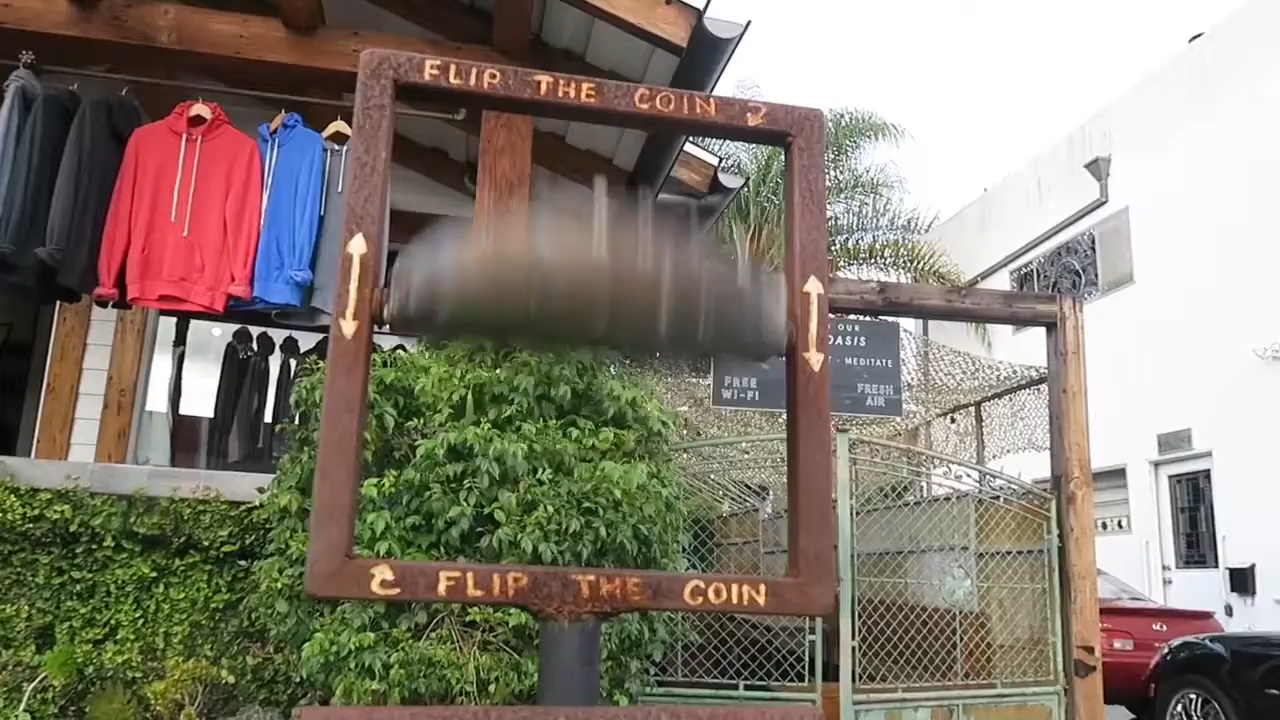 FLIP THE COIN
OUR
OASIS
MEDITATE
FREE
WI-FI
FRESH
AIR
FLIP THE COIN